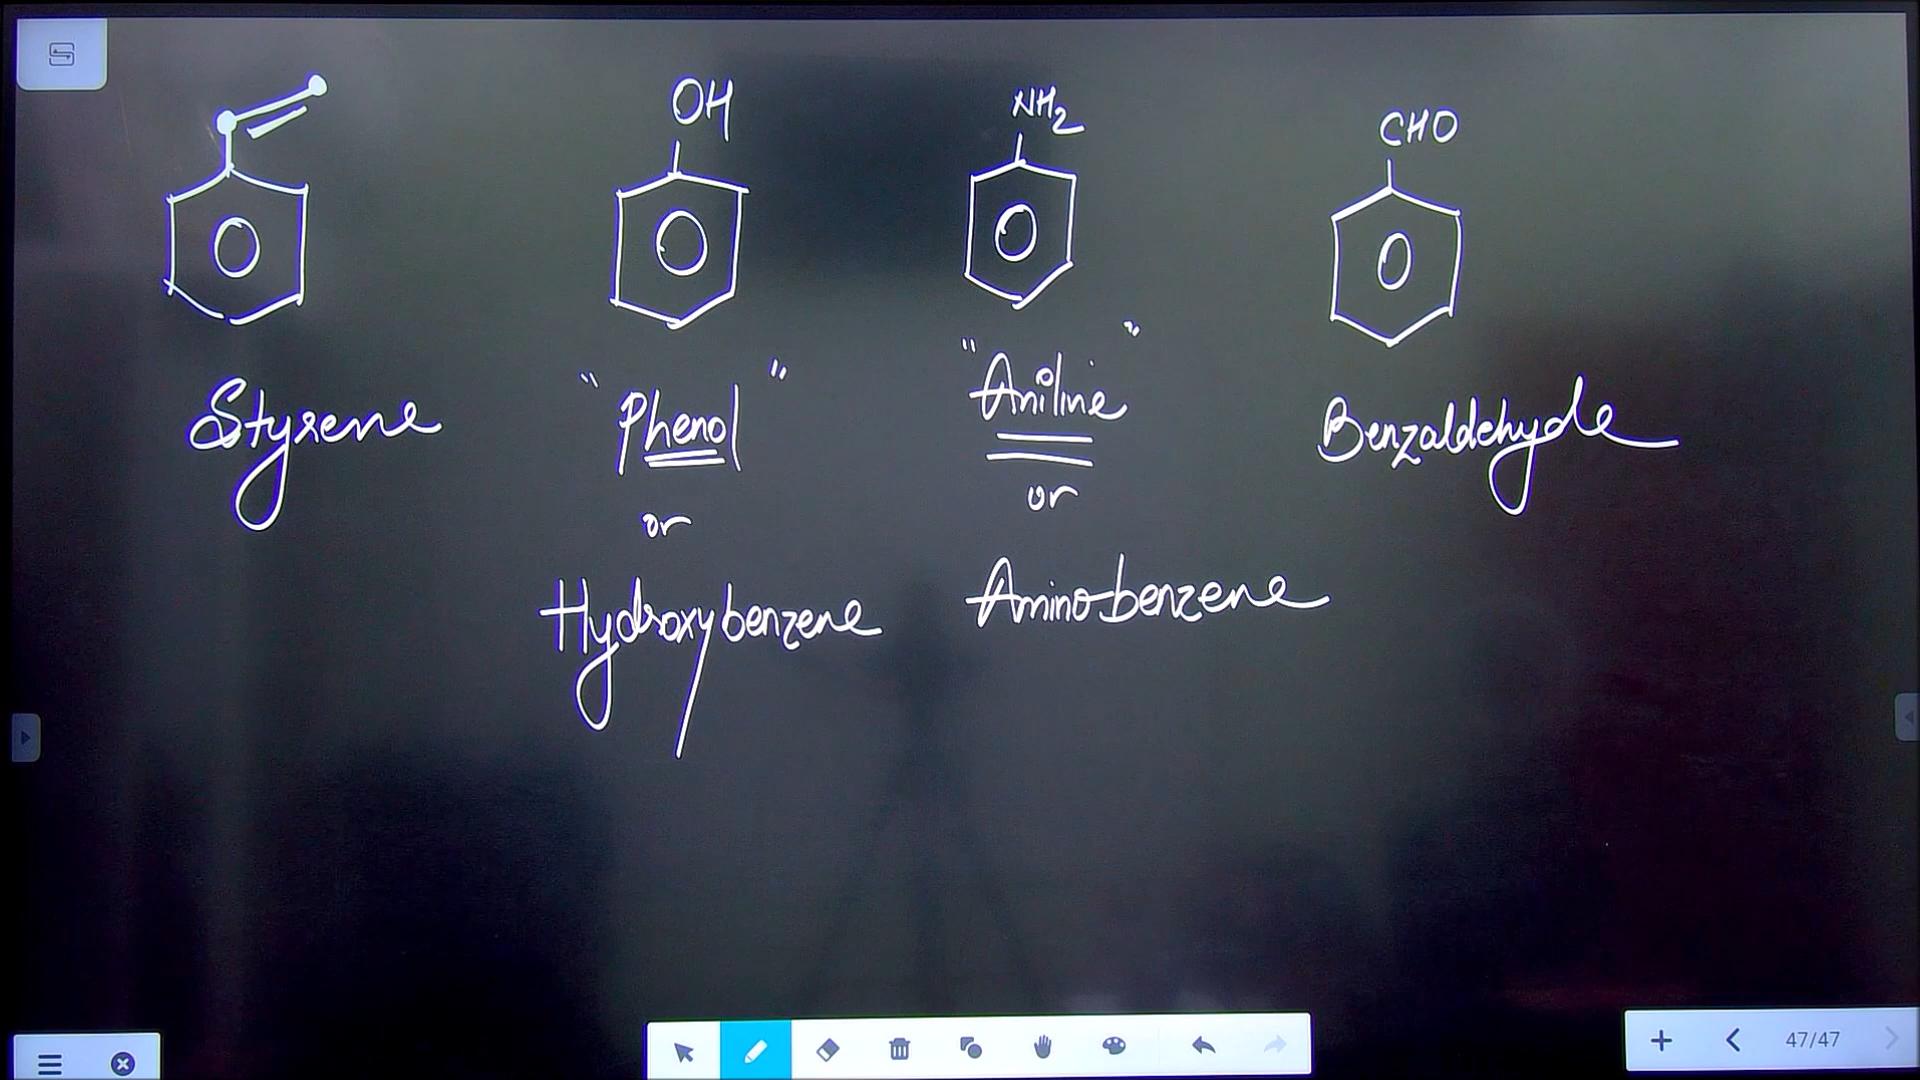 OH
NH2
CHO
Styrene
"Phenol"
or
Hydroxybenzene
"Aniline"
or
Aminobenzene
Benzaldehyde
47/47